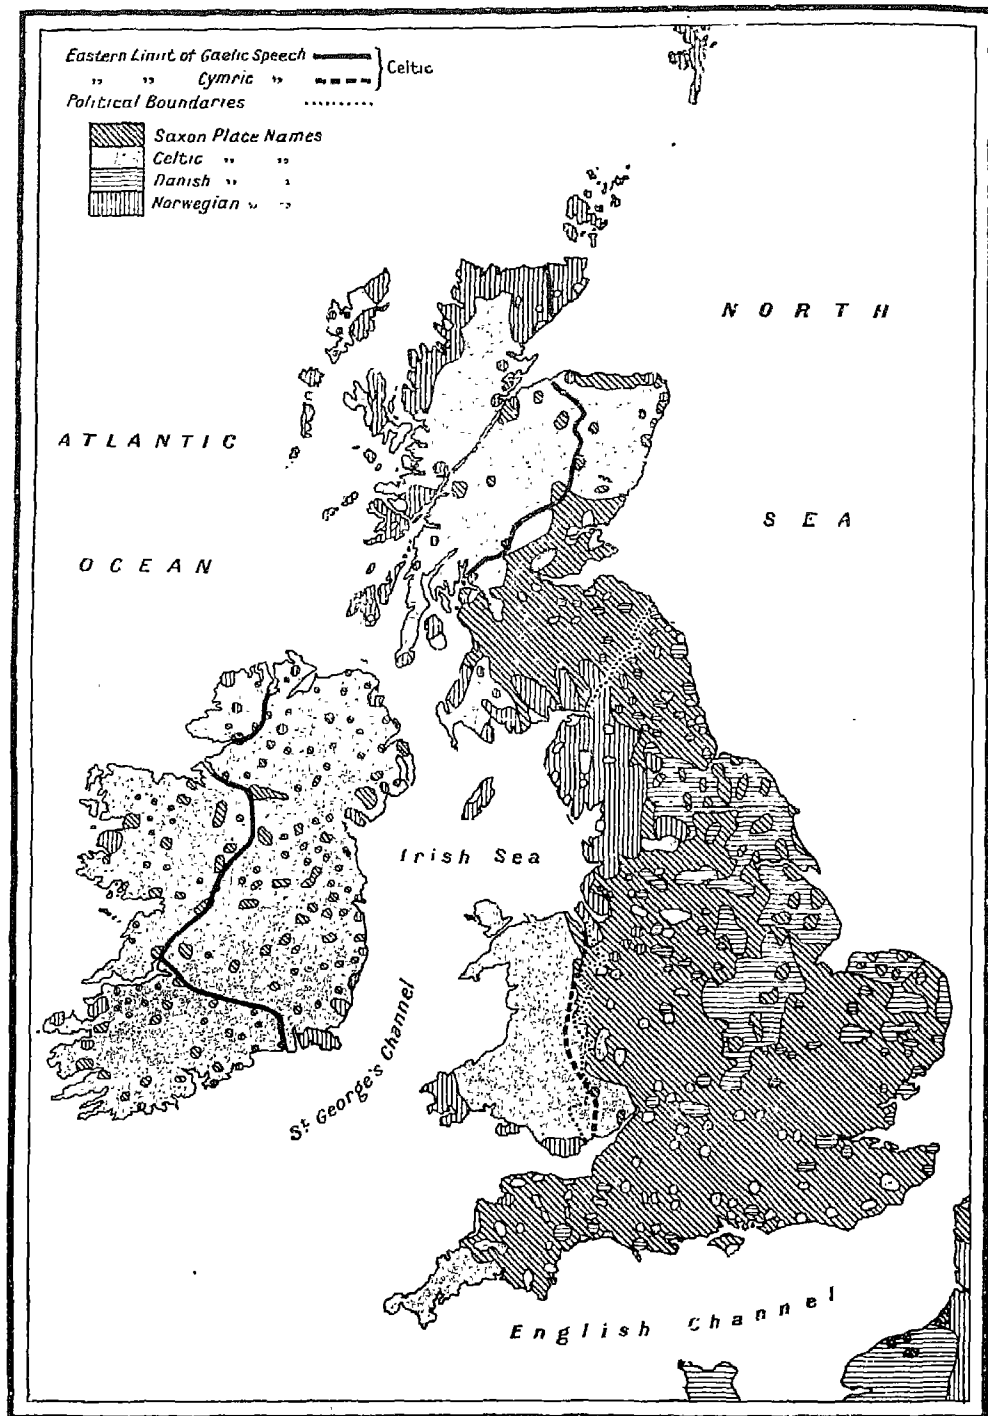 Eastern Limit of Gaelic Speech
„ „ Cymric „
Celtic
Political Boundaries
Saxon Place Names
Celtic „ „
Danish „ „
Norwegian „ „
NORTH
ATLANTIC
SEA
OCEAN
Irish Sea
St George's Channel
English Channel